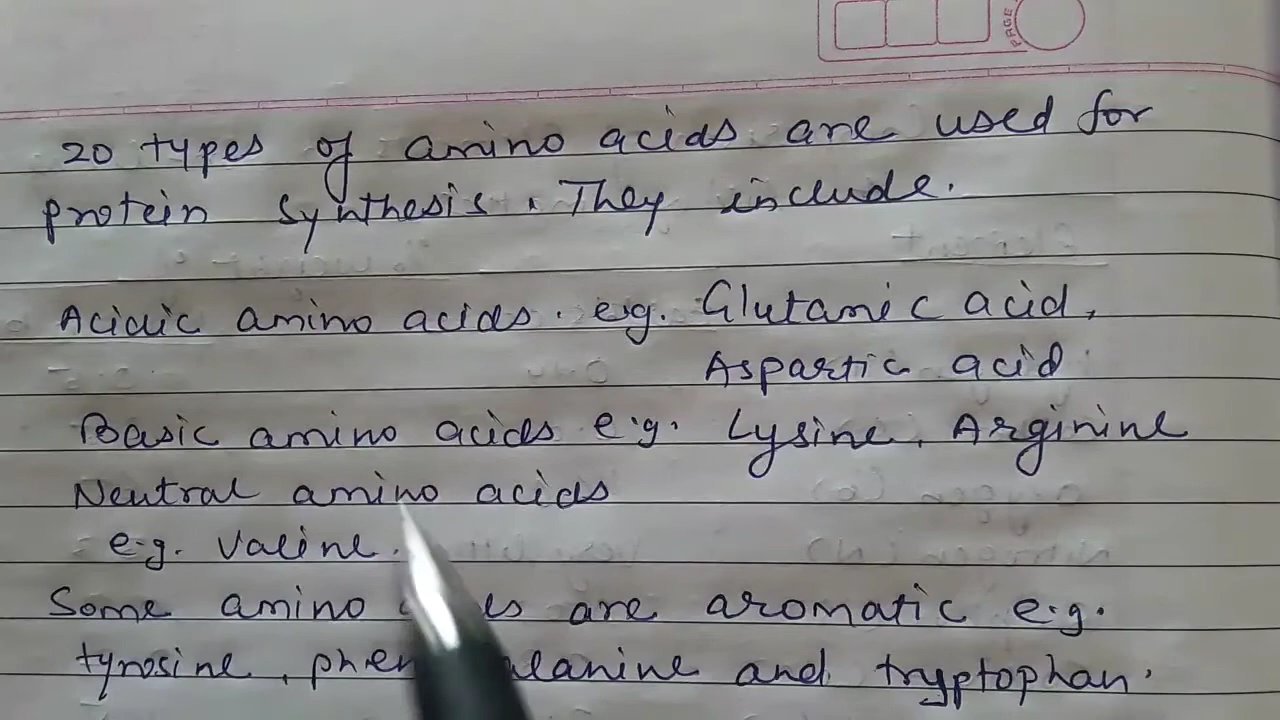 PAGE
20 types of amino acids are used for
protein synthesis. They include.
Acidic amino acids. e.g. Glutamic acid,
Aspartic acid
Basic amino acids e.g. Lysine, Arginine
Neutral amino acids
e.g. Valine.
Some amino are aromatic e.g.
tyrosine, and tryptophan.